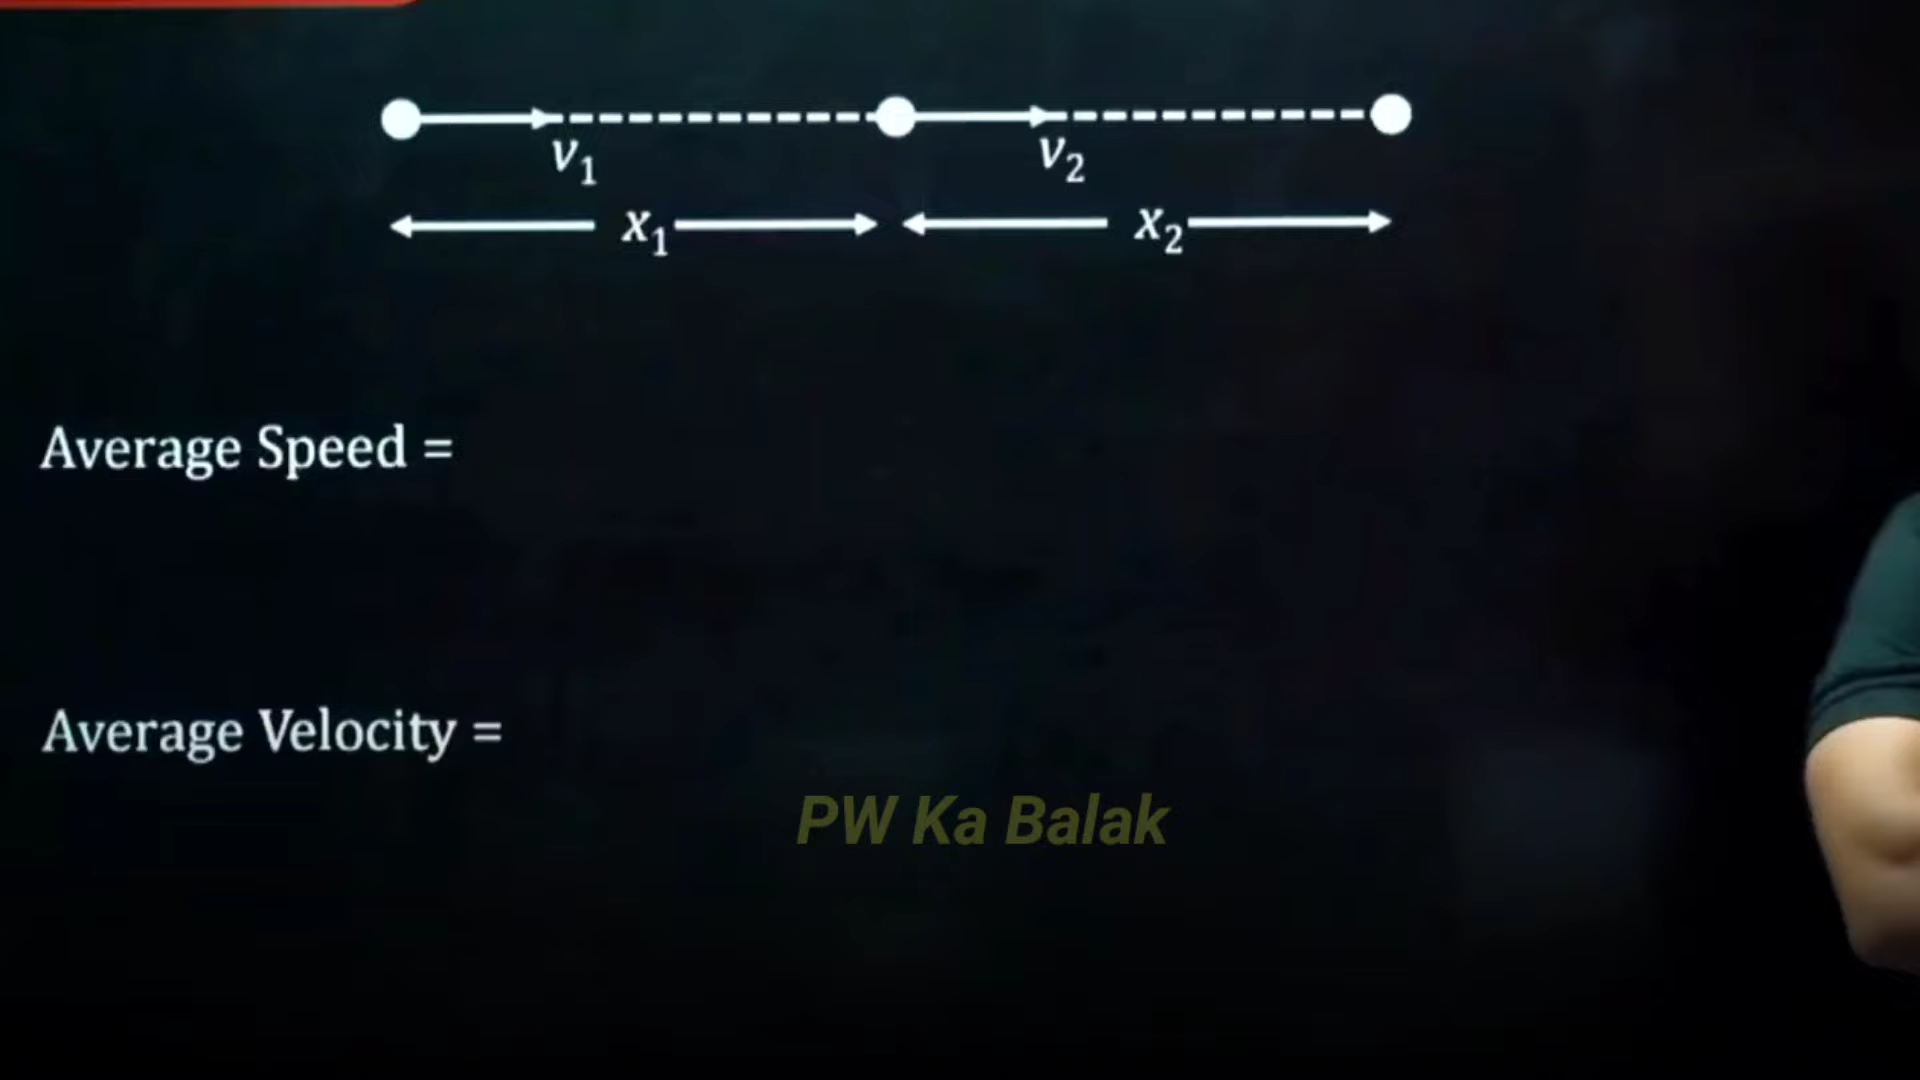 v₁ v₂
x₁ x₂
Average Speed =
Average Velocity =
PW Ka Balak